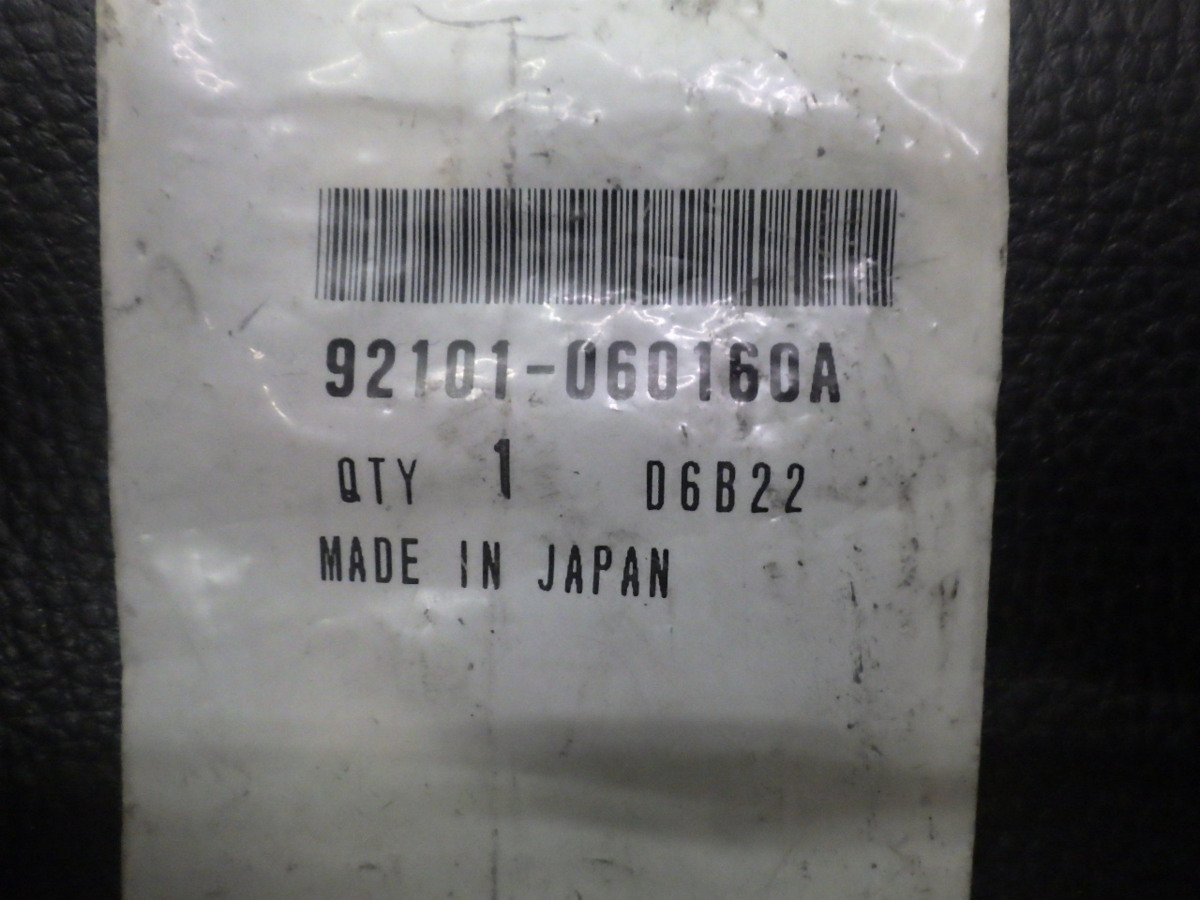 92101-060160A
QTY 1 D6B22
MADE IN JAPAN